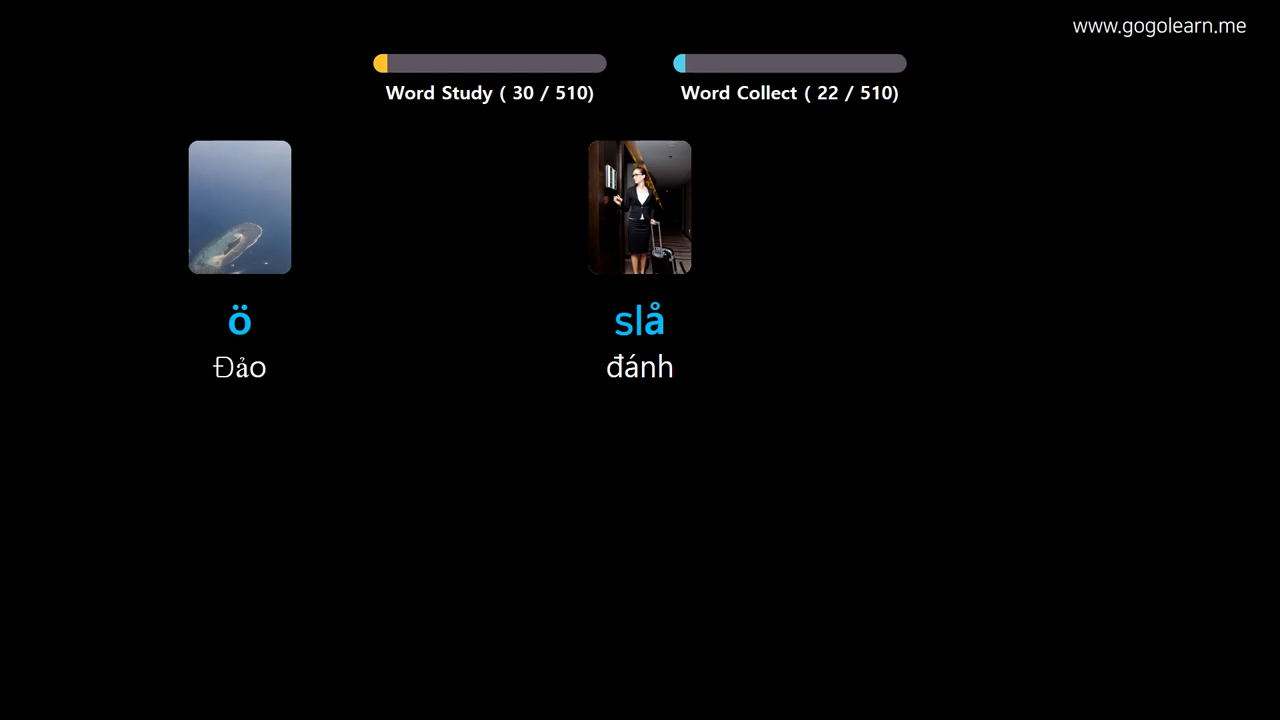 www.gogolearn.me
Word Study ( 30 / 510)
Word Collect ( 22 / 510)
ö
Đảo
slå
đánh